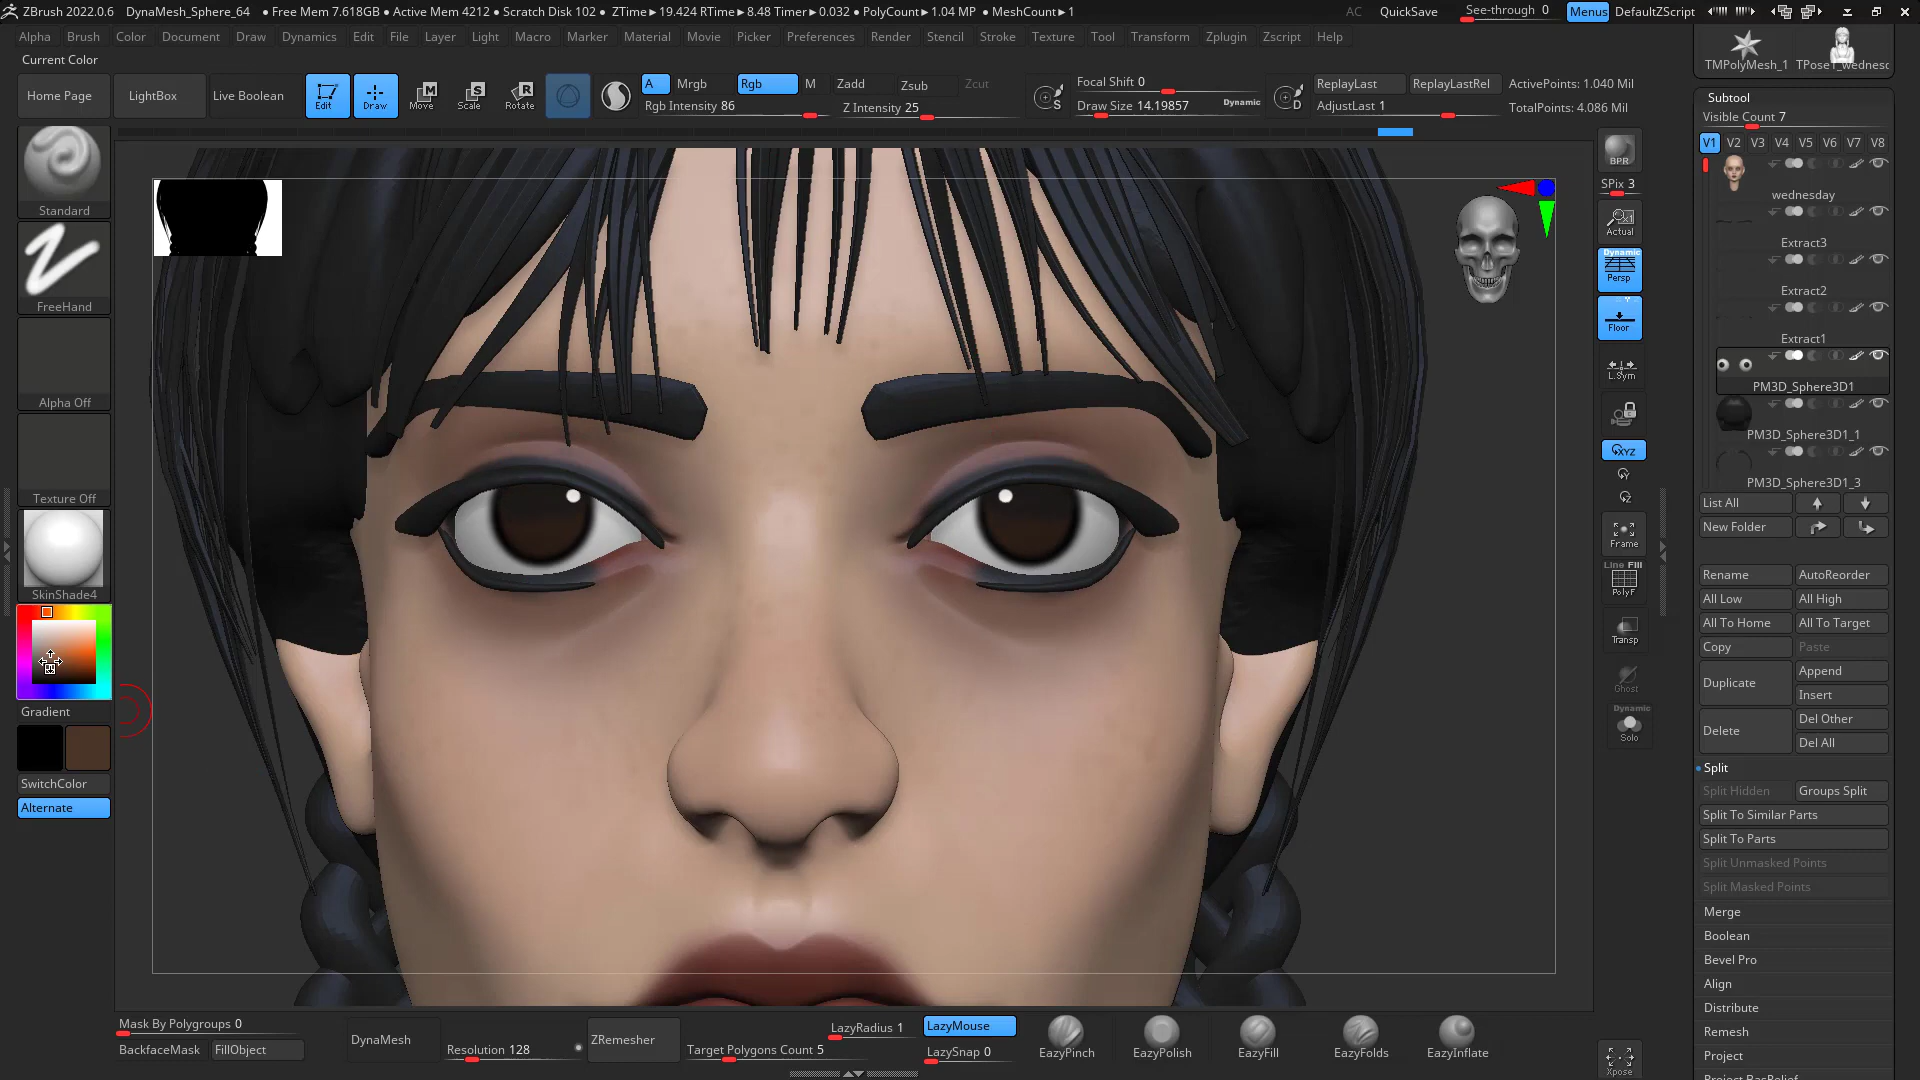 ZBrush 2022.0.6 DynaMesh_Sphere_64 • Free Mem 7.618GB • Active Mem 4212 • Scratch Disk 102 • ZTime►19.424 RTime►8.48 Timer►0.032 • PolyCount►1.04 MP • MeshCount►1 AC QuickSave See-through 0 Menus DefaultZScript
Alpha Brush Color Document Draw Dynamics Edit File Layer Light Macro Marker Material Movie Picker Preferences Render Stencil Stroke Texture Tool Transform Zplugin Zscript Help
TMPolyMesh_1 TPose1_wednesd
Current Color
Home Page LightBox Live Boolean Edit Draw Move Scale Rotate
A Mrgb Rgb M Zadd Zsub Zcut
Rgb Intensity 86 Z Intensity 25
Focal Shift 0
Draw Size 14.19857 Dynamic
S D
ReplayLast ReplayLastRel ActivePoints: 1.040 Mil
AdjustLast 1 TotalPoints: 4.086 Mil
Standard
FreeHand
Alpha Off
Texture Off
SkinShade4
Gradient
SwitchColor
Alternate
BPR
SPix 3
Actual
Dynamic
Persp
Floor
L.Sym
XYZ
Y
Z
Frame
Line Fill
PolyF
Transp
Ghost
Dynamic
Solo
Xpose
Subtool
Visible Count 7
V1 V2 V3 V4 V5 V6 V7 V8
wednesday
Extract3
Extract2
Extract1
PM3D_Sphere3D1
PM3D_Sphere3D1_1
PM3D_Sphere3D1_3
List All
New Folder
Rename AutoReorder
All Low All High
All To Home All To Target
Copy Paste
Duplicate Append
Insert
Delete Del Other
Del All
Split
Split Hidden Groups Split
Split To Similar Parts
Split To Parts
Split Unmasked Points
Split Masked Points
Merge
Boolean
Bevel Pro
Align
Distribute
Remesh
Project
Project BasRelief
Mask By Polygroups 0
BackfaceMask FillObject
DynaMesh
Resolution 128
ZRemesher
Target Polygons Count 5
LazyRadius 1
LazyMouse
LazySnap 0
EazyPinch EazyPolish EazyFill EazyFolds EazyInflate